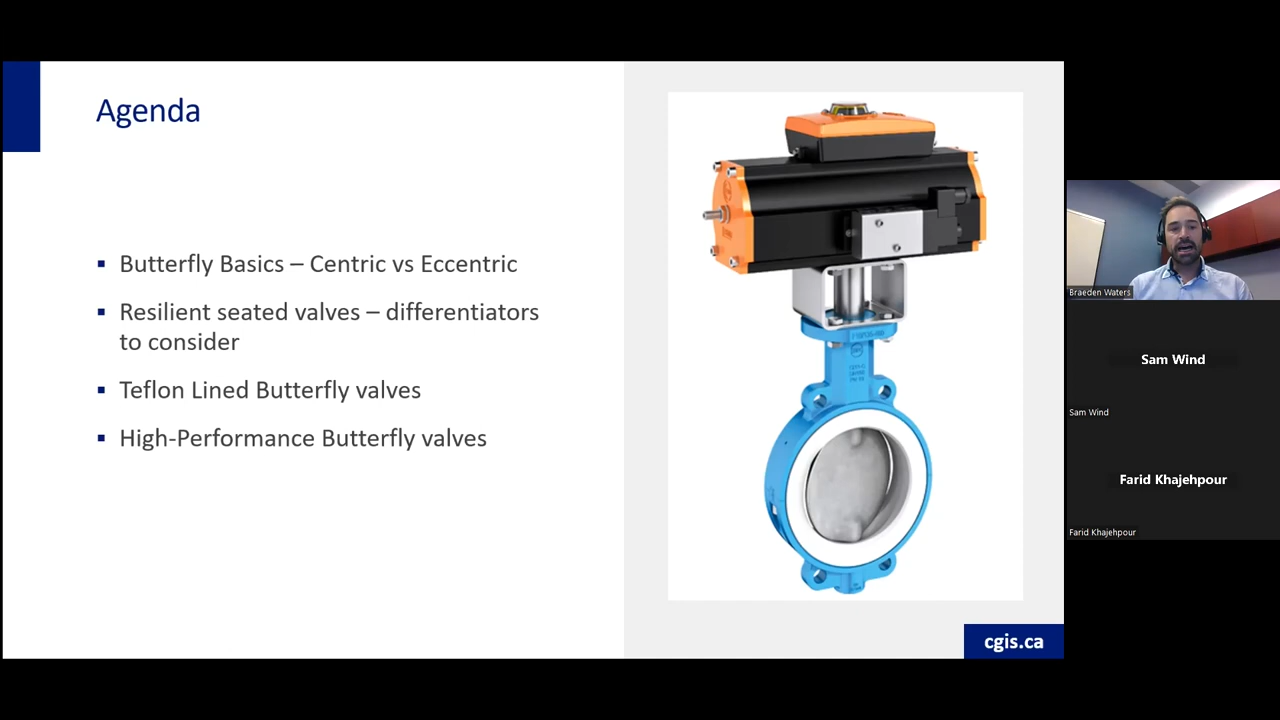 Agenda
▪ Butterfly Basics – Centric vs Eccentric
▪ Resilient seated valves – differentiators
to consider
▪ Teflon Lined Butterfly valves
▪ High-Performance Butterfly valves
cgis.ca
Braeden Waters
Sam Wind
Sam Wind
Farid Khajehpour
Farid Khajehpour